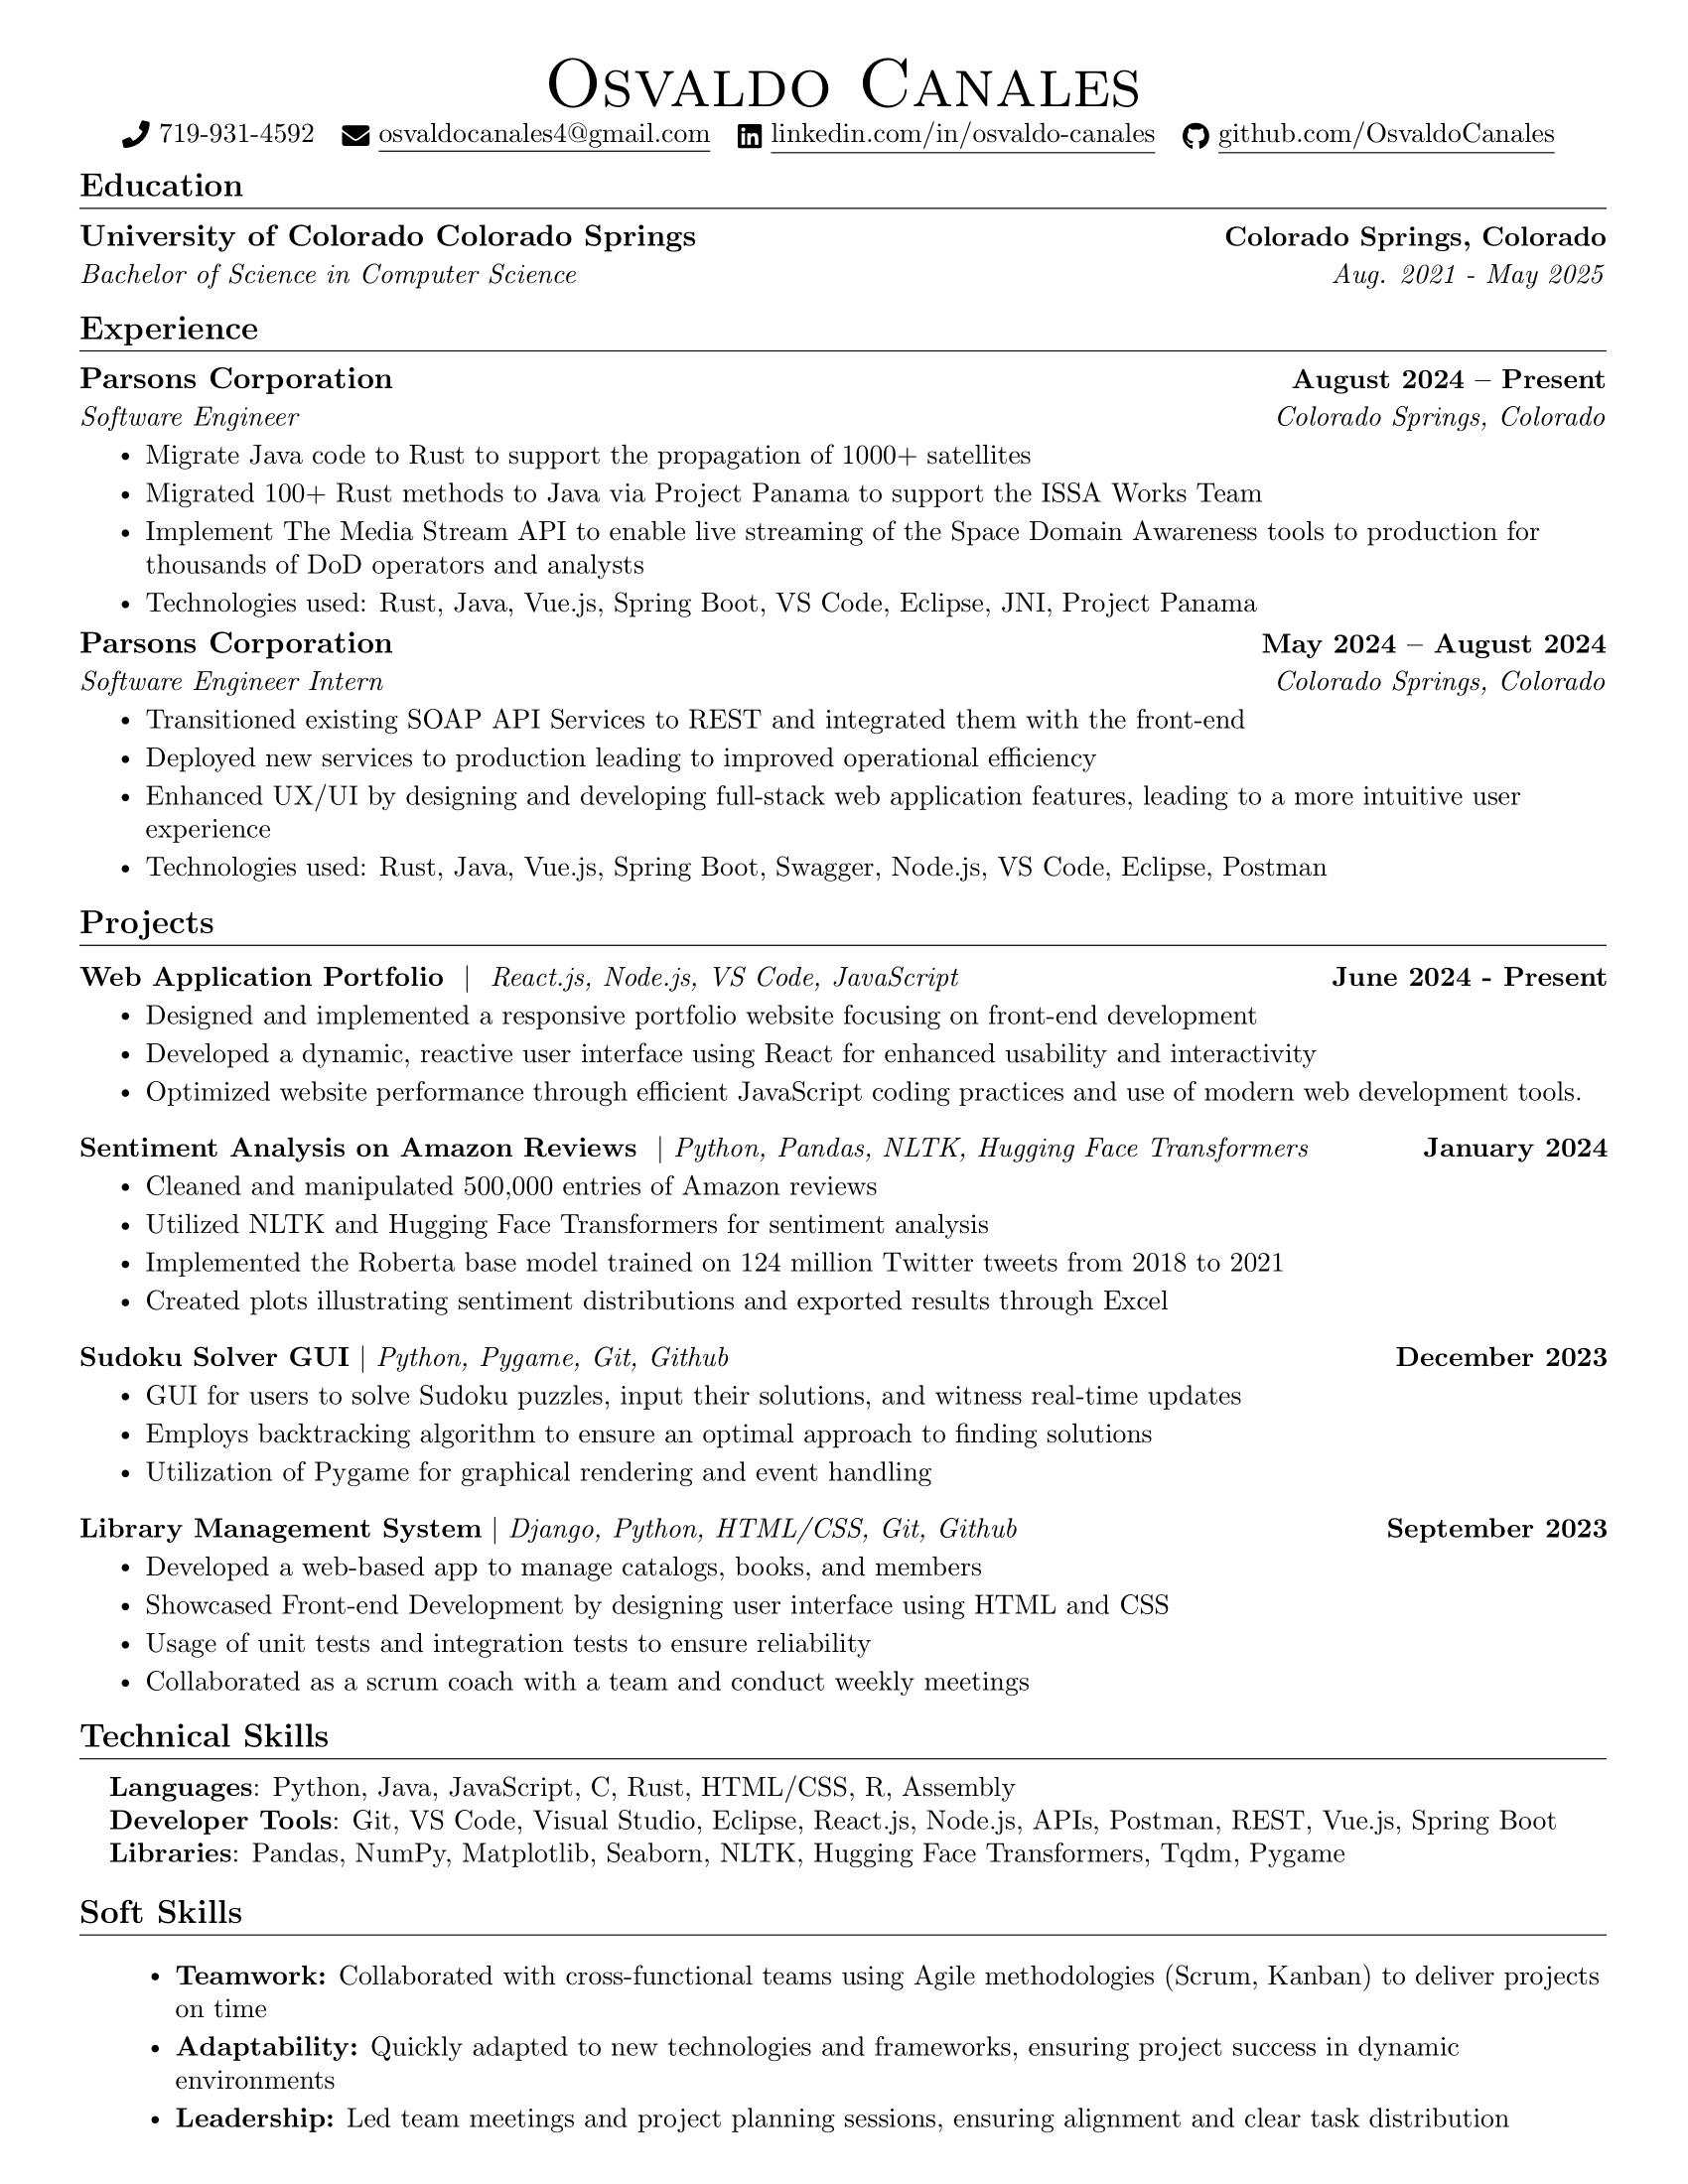 Osvaldo Canales
719-931-4592 osvaldocanales4@gmail.com linkedin.com/in/osvaldo-canales github.com/OsvaldoCanales
Education
University of Colorado Colorado Springs Colorado Springs, Colorado
Bachelor of Science in Computer Science Aug. 2021 - May 2025
Experience
Parsons Corporation August 2024 – Present
Software Engineer Colorado Springs, Colorado
• Migrate Java code to Rust to support the propagation of 1000+ satellites
• Migrated 100+ Rust methods to Java via Project Panama to support the ISSA Works Team
• Implement The Media Stream API to enable live streaming of the Space Domain Awareness tools to production for
thousands of DoD operators and analysts
• Technologies used: Rust, Java, Vue.js, Spring Boot, VS Code, Eclipse, JNI, Project Panama
Parsons Corporation May 2024 – August 2024
Software Engineer Intern Colorado Springs, Colorado
• Transitioned existing SOAP API Services to REST and integrated them with the front-end
• Deployed new services to production leading to improved operational efficiency
• Enhanced UX/UI by designing and developing full-stack web application features, leading to a more intuitive user
experience
• Technologies used: Rust, Java, Vue.js, Spring Boot, Swagger, Node.js, VS Code, Eclipse, Postman
Projects
Web Application Portfolio | React.js, Node.js, VS Code, JavaScript June 2024 - Present
• Designed and implemented a responsive portfolio website focusing on front-end development
• Developed a dynamic, reactive user interface using React for enhanced usability and interactivity
• Optimized website performance through efficient JavaScript coding practices and use of modern web development tools.
Sentiment Analysis on Amazon Reviews | Python, Pandas, NLTK, Hugging Face Transformers January 2024
• Cleaned and manipulated 500,000 entries of Amazon reviews
• Utilized NLTK and Hugging Face Transformers for sentiment analysis
• Implemented the Roberta base model trained on 124 million Twitter tweets from 2018 to 2021
• Created plots illustrating sentiment distributions and exported results through Excel
Sudoku Solver GUI | Python, Pygame, Git, Github December 2023
• GUI for users to solve Sudoku puzzles, input their solutions, and witness real-time updates
• Employs backtracking algorithm to ensure an optimal approach to finding solutions
• Utilization of Pygame for graphical rendering and event handling
Library Management System | Django, Python, HTML/CSS, Git, Github September 2023
• Developed a web-based app to manage catalogs, books, and members
• Showcased Front-end Development by designing user interface using HTML and CSS
• Usage of unit tests and integration tests to ensure reliability
• Collaborated as a scrum coach with a team and conduct weekly meetings
Technical Skills
Languages: Python, Java, JavaScript, C, Rust, HTML/CSS, R, Assembly
Developer Tools: Git, VS Code, Visual Studio, Eclipse, React.js, Node.js, APIs, Postman, REST, Vue.js, Spring Boot
Libraries: Pandas, NumPy, Matplotlib, Seaborn, NLTK, Hugging Face Transformers, Tqdm, Pygame
Soft Skills
• Teamwork: Collaborated with cross-functional teams using Agile methodologies (Scrum, Kanban) to deliver projects
on time
• Adaptability: Quickly adapted to new technologies and frameworks, ensuring project success in dynamic
environments
• Leadership: Led team meetings and project planning sessions, ensuring alignment and clear task distribution